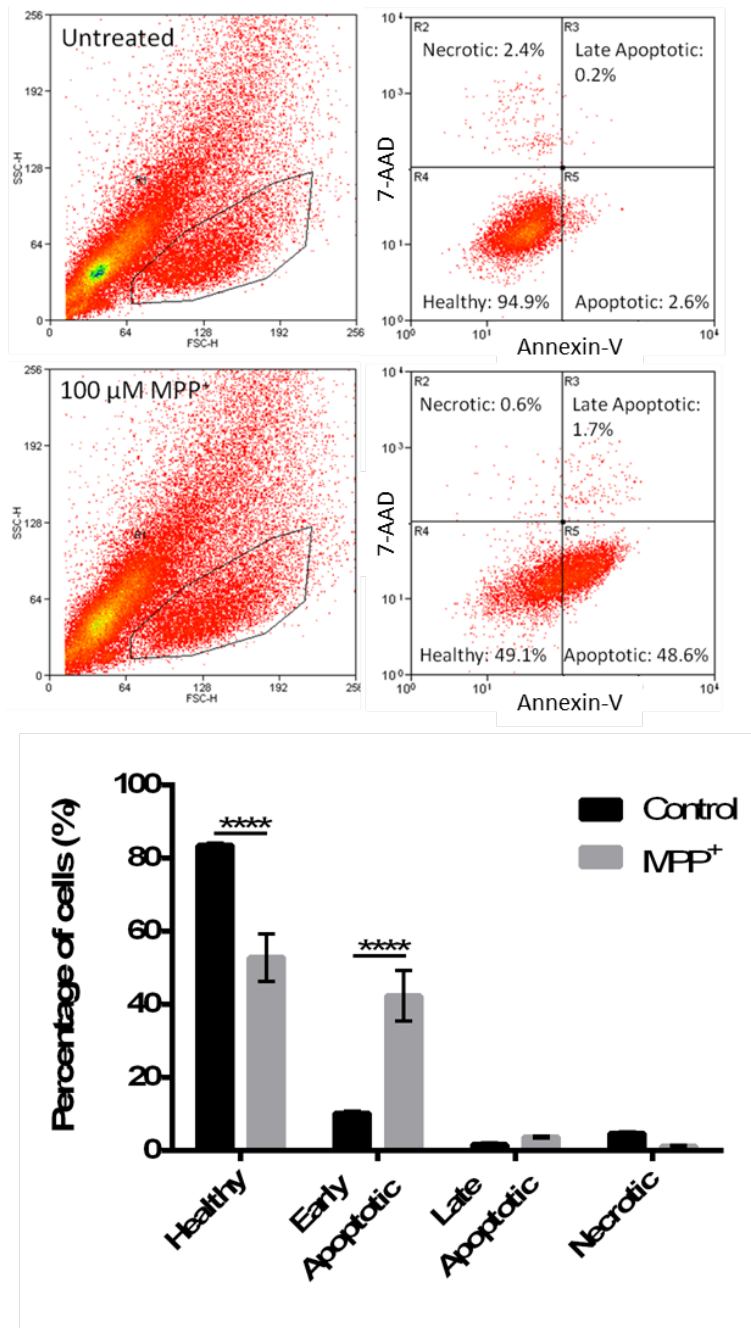 256
192
128
64
0
SSC-H
Untreated
R1
0
64
128
192
256
FSC-H
10⁴
10³
10¹
10⁰
7-AAD
R2
Necrotic: 2.4%
R3
Late Apoptotic:
0.2%
R4
Healthy: 94.9%
R5
Apoptotic: 2.6%
10⁰
10¹
10⁴
Annexin-V
256
192
128
64
0
SSC-H
100 µM MPP⁺
R1
0
64
128
192
256
FSC-H
10⁴
10³
10¹
10⁰
7-AAD
R2
Necrotic: 0.6%
R3
Late Apoptotic:
1.7%
R4
Healthy: 49.1%
R5
Apoptotic: 48.6%
10⁰
10¹
10⁴
Annexin-V
Percentage of cells (%)
100
80
60
40
20
0
****
****
Control
MPP⁺
Healthy
Early
Apoptotic
Late
Apoptotic
Necrotic